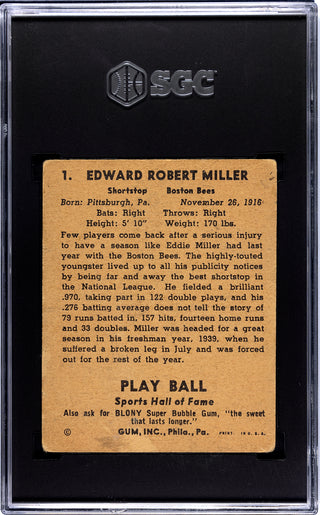 SGC
1. EDWARD ROBERT MILLER
Shortstop Boston Bees
Born: Pittsburgh, Pa. November 26, 1916
Bats: Right Throws: Right
Height: 5' 10" Weight: 170 lbs.
Few players come back after a serious injury
to have a season like Eddie Miller had last
year with the Boston Bees. The highly-touted
youngster lived up to all his publicity notices
by being far and away the best shortstop in
the National League. He fielded a brilliant
.970, taking part in 122 double plays, and his
.276 batting average does not tell the story of
79 runs batted in, 157 hits, fourteen home runs
and 33 doubles. Miller was headed for a great
season in his freshman year, 1939, when he
suffered a broken leg in July and was forced
out for the rest of the year.
PLAY BALL
Sports Hall of Fame
Also ask for BLONY Super Bubble Gum, "the sweet
that lasts longer."
© GUM, INC., Phila., Pa. PRINT. IN U. S. A.